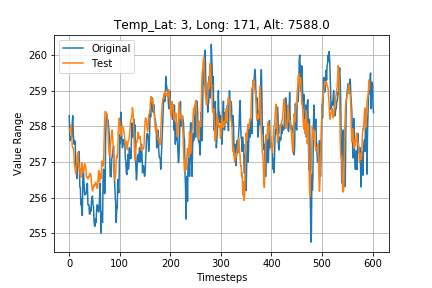 Temp_Lat: 3, Long: 171, Alt: 7588.0
Original
Test
Value Range
260
259
258
257
256
255
0
100
200
300
400
500
600
Timesteps